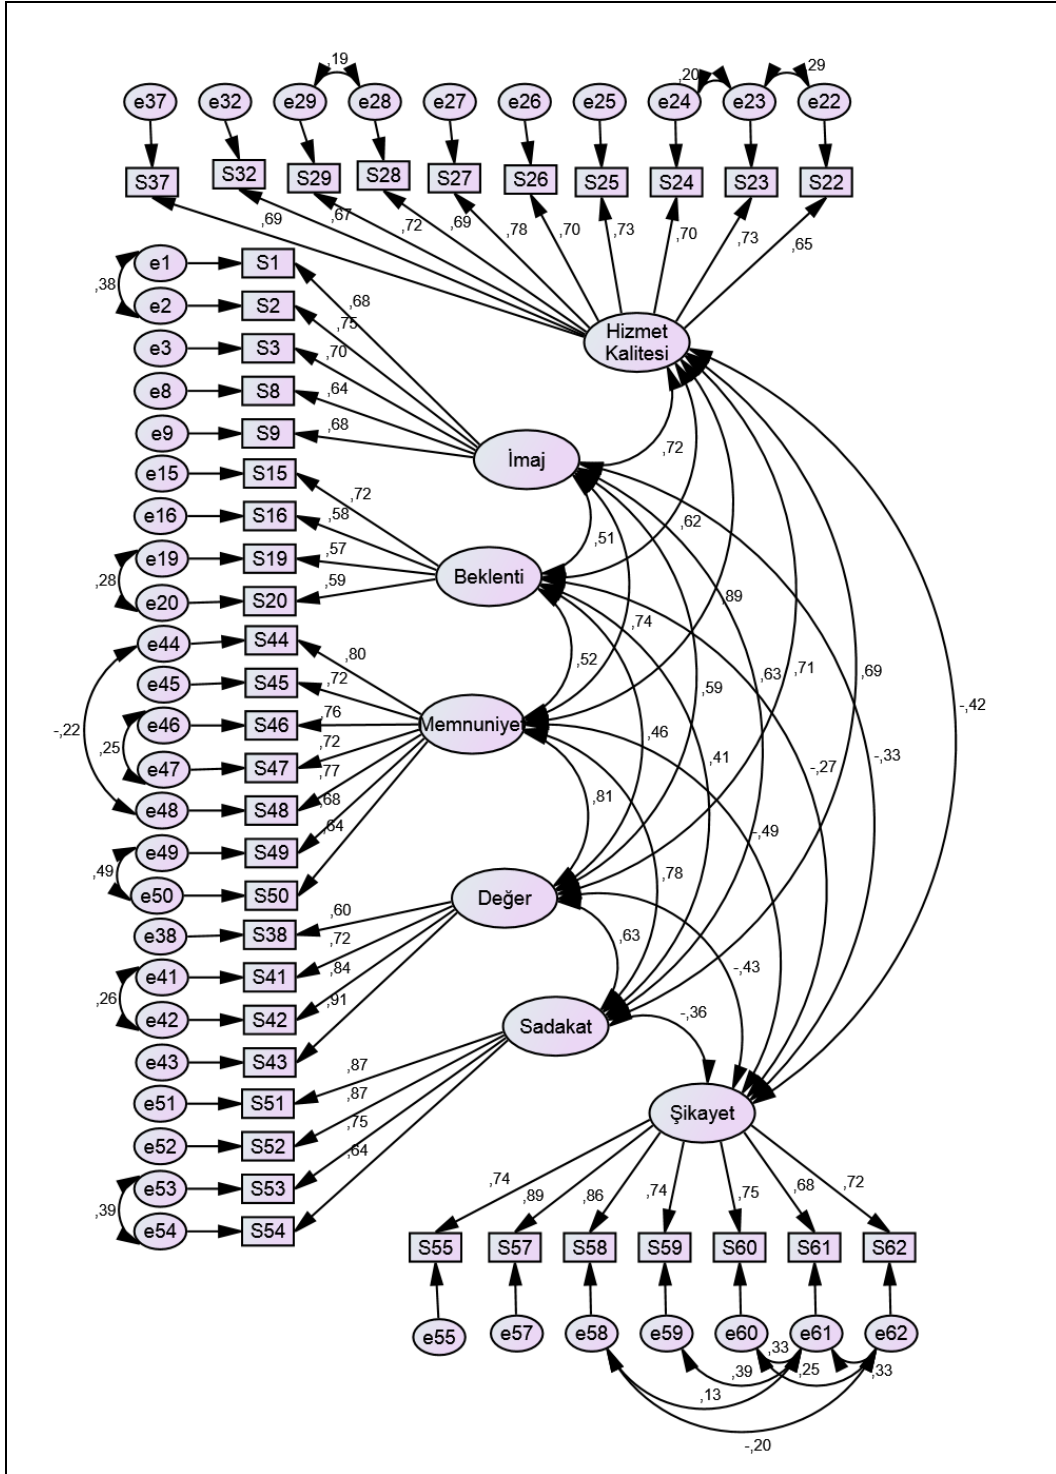 ,19
,20
,29
e37 e32 e29 e28 e27 e26 e25 e24 e23 e22
S37 S32 S29 S28 S27 S26 S25 S24 S23 S22
,69 ,67 ,72 ,69 ,78 ,70 ,73 ,70 ,73 ,65
Hizmet
Kalitesi
e1 S1 ,68
,38
e2 S2 ,75
e3 S3 ,70
e8 S8 ,64
e9 S9 ,68
İmaj
,72
e15 S15 ,72
e16 S16 ,58
e19 S19 ,57
,28
e20 S20 ,59
Beklenti
,51
,62
e44 S44 ,80
e45 S45 ,72
e46 S46 ,76
-,22
,25
e47 S47 ,72
e48 S48 ,77
Memnuniyet
,52
,74
,89
e49 S49 ,68
,49
e50 S50 ,64
,46
,59
,63
,71
,69
-,42
,41
-,27
-,33
,81
-,49
,78
e38 S38 ,60
e41 S41 ,72
,26
e42 S42 ,84
e43 S43 ,91
Değer
,63
-,43
e51 S51 ,87
e52 S52 ,87
e53 S53 ,75
,39
e54 S54 ,64
Sadakat
-,36
Şikayet
,74 ,89 ,86 ,74 ,75 ,68 ,72
S55 S57 S58 S59 S60 S61 S62
e55 e57 e58 e59 e60 e61 e62
,33
,39 ,25 ,33
,13
-,20